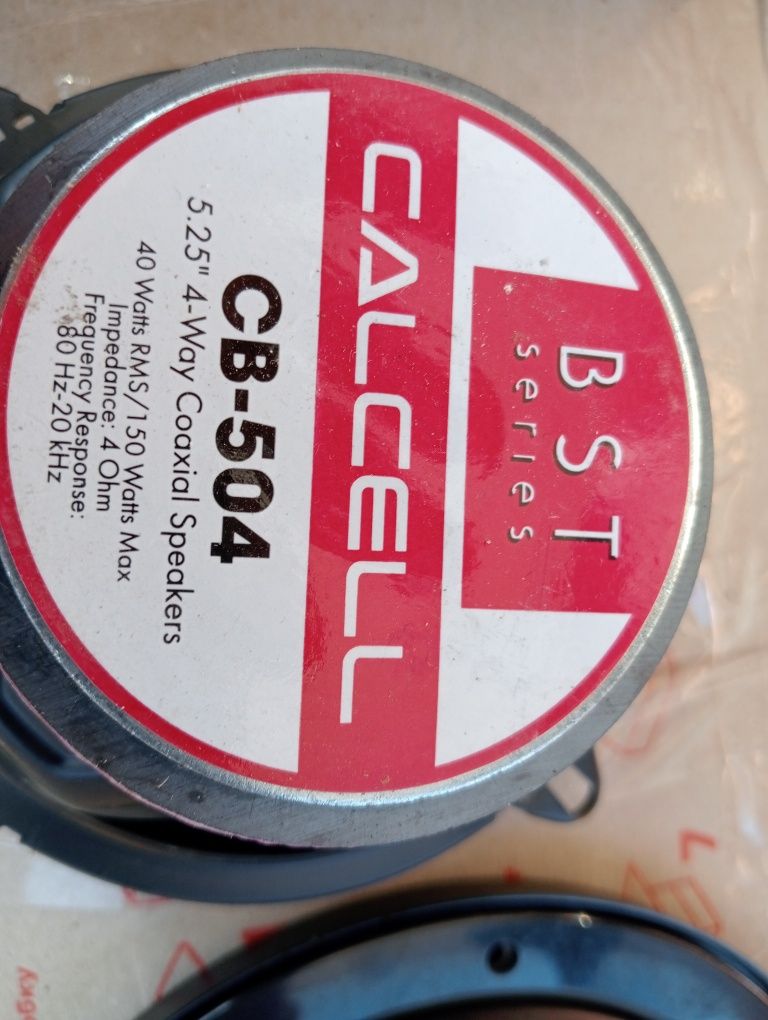 BST
series
CALCELL
CB-504
5.25" 4-Way Coaxial Speakers
40 Watts RMS/150 Watts Max
Impedance: 4 Ohm
Frequency Response:
80 Hz-20 kHz